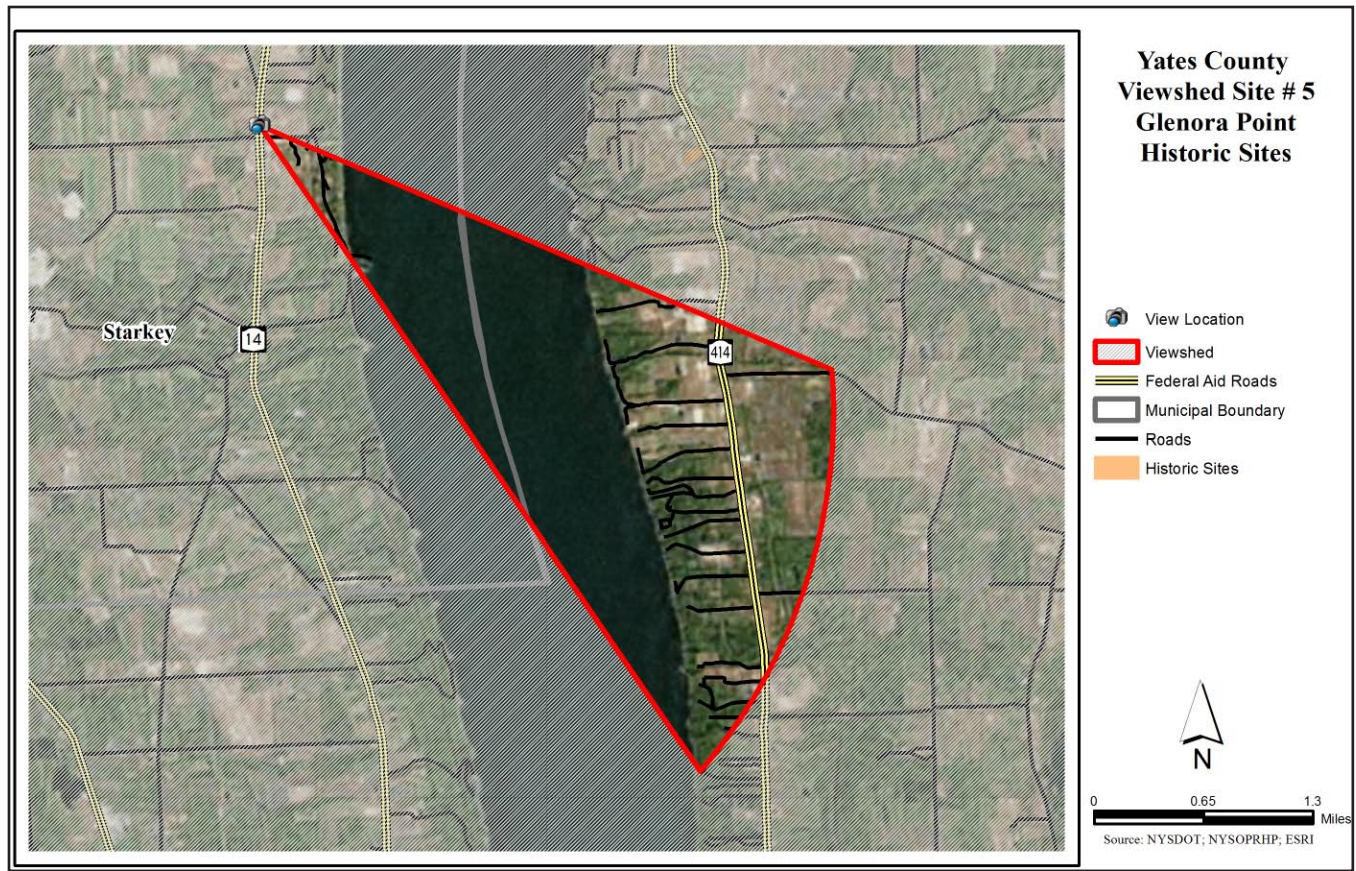 Yates County
Viewshed Site # 5
Glenora Point
Historic Sites
Starkey
14
414
View Location
Viewshed
Federal Aid Roads
Municipal Boundary
Roads
Historic Sites
N
0 0.65 1.3
Miles
Source: NYSDOT; NYSOPRHP; ESRI